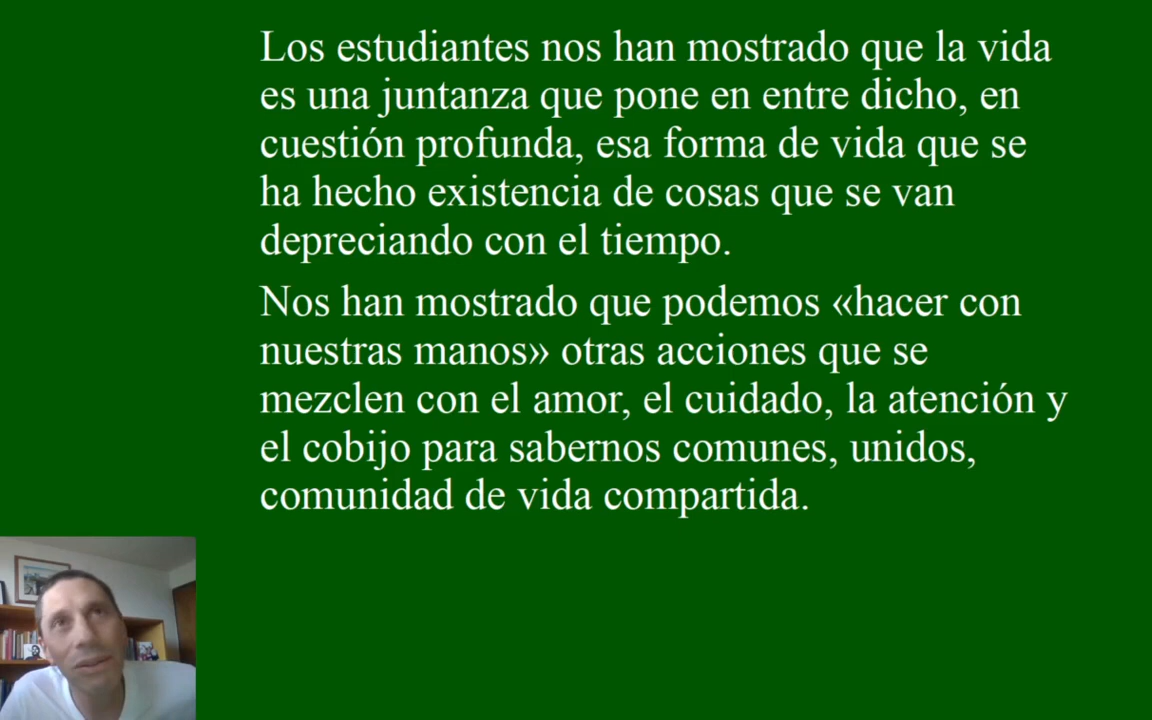 Los estudiantes nos han mostrado que la vida
es una juntanza que pone en entre dicho, en
cuestión profunda, esa forma de vida que se
ha hecho existencia de cosas que se van
depreciando con el tiempo.
Nos han mostrado que podemos «hacer con
nuestras manos» otras acciones que se
mezclen con el amor, el cuidado, la atención y
el cobijo para sabernos comunes, unidos,
comunidad de vida compartida.